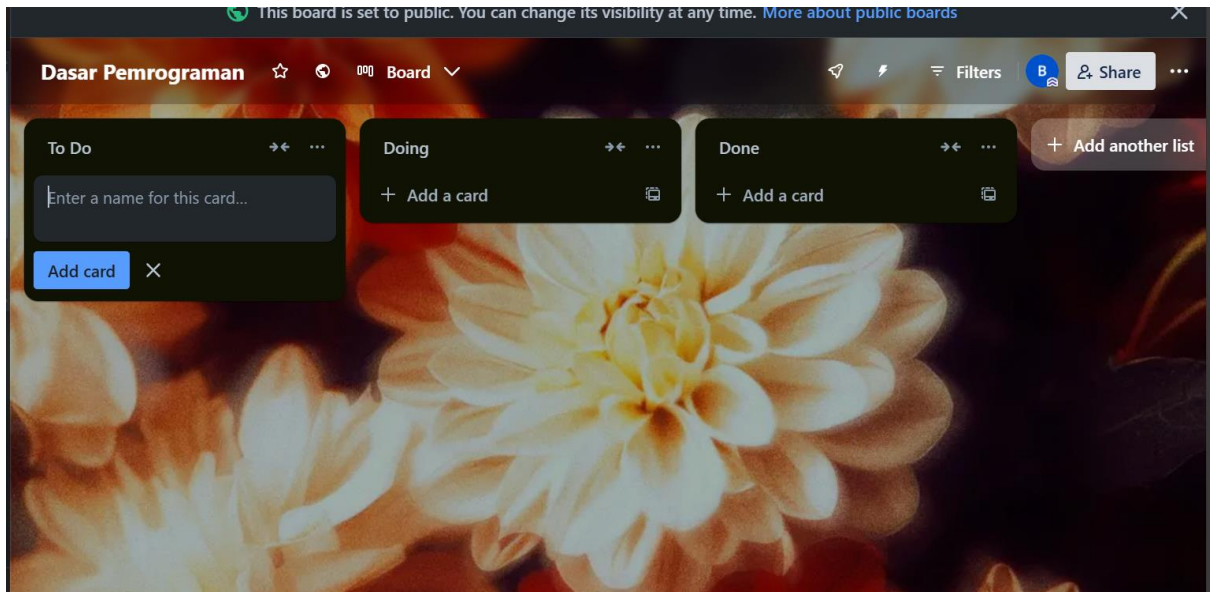 This board is set to public. You can change its visibility at any time. More about public boards
Dasar Pemrograman Board Filters B Share
To Do Doing Done + Add another list
Enter a name for this card...
+ Add a card + Add a card
Add card